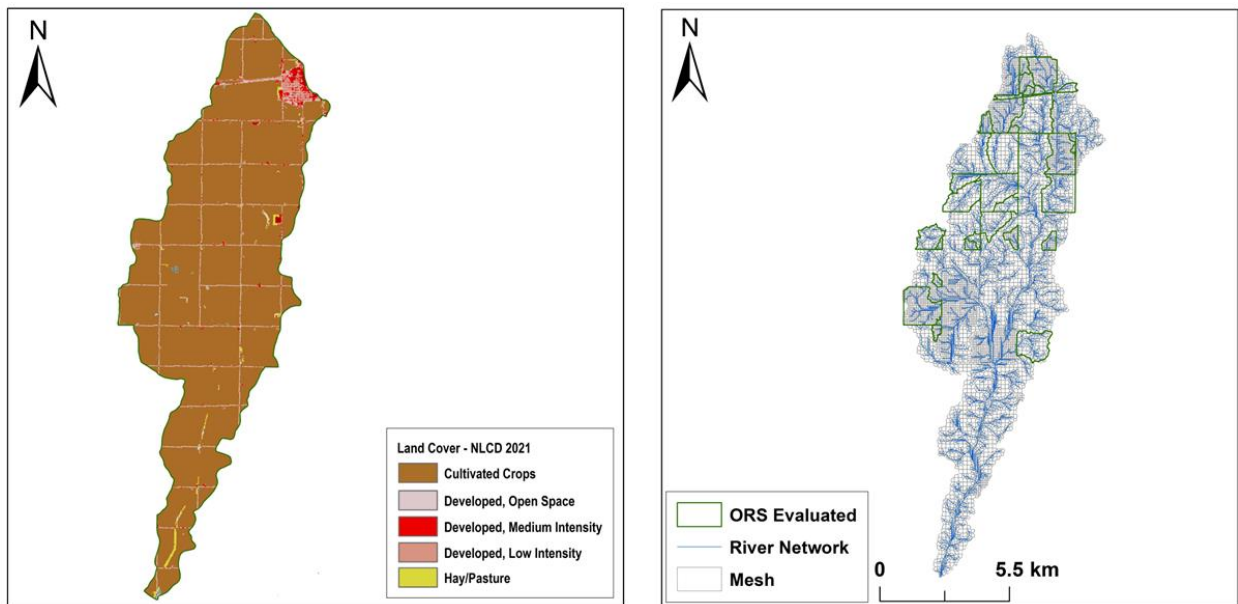 N
Land Cover - NLCD 2021
Cultivated Crops
Developed, Open Space
Developed, Medium Intensity
Developed, Low Intensity
Hay/Pasture
N
ORS Evaluated
River Network
Mesh
0 5.5 km